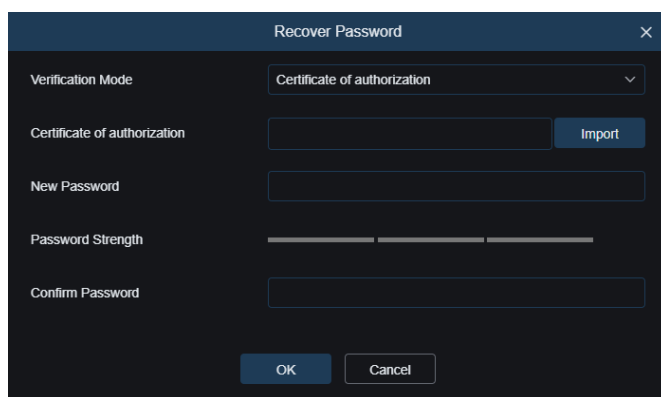 Recover Password
Verification Mode
Certificate of authorization
Certificate of authorization
Import
New Password
Password Strength
Confirm Password
OK
Cancel